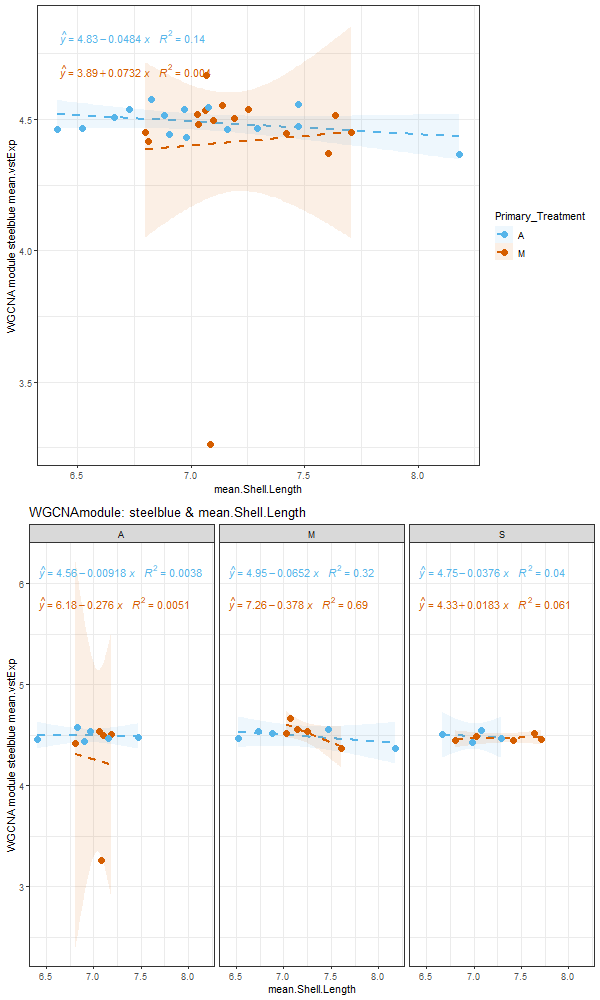 ŷ = 4.83 − 0.0484 x R² = 0.14
ŷ = 3.89 + 0.0732 x R² = 0.004
4.5
4.0
3.5
WGCNA module steelblue mean.vstExp
6.5 7.0 7.5 8.0
mean.Shell.Length
Primary_Treatment
A
M
WGCNAmodule: steelblue & mean.Shell.Length
A M S
ŷ = 4.56 − 0.00918 x R² = 0.0038 ŷ = 4.95 − 0.0652 x R² = 0.32 ŷ = 4.75 − 0.0376 x R² = 0.04
ŷ = 6.18 − 0.276 x R² = 0.0051 ŷ = 7.26 − 0.378 x R² = 0.69 ŷ = 4.33 + 0.0183 x R² = 0.061
6
5
4
3
WGCNA module steelblue mean.vstExp
6.5 7.0 7.5 8.0 6.5 7.0 7.5 8.0 6.5 7.0 7.5 8.0
mean.Shell.Length